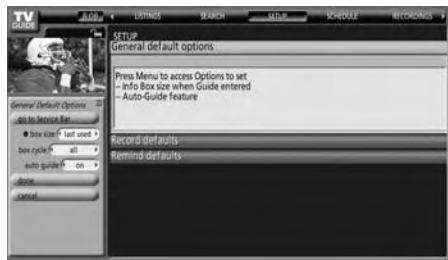 TV
GUIDE
LISTINGS
SEARCH
SETUP
SCHEDULE
RECORDINGS
SETUP
General default options
Press Menu to access Options to set
– Info Box size when Guide entered
– Auto-Guide feature
Record defaults
Remind defaults
General Default Options
go to Service Bar
box size: last used
box cycle: all
auto guide: on
done
cancel